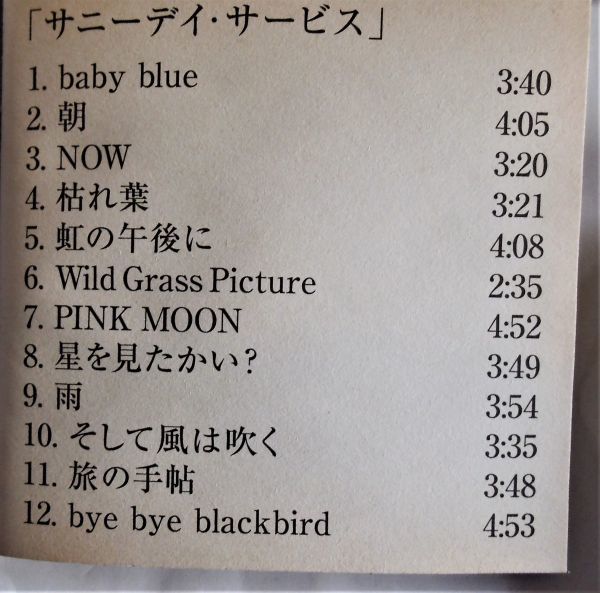 「サニーデイ・サービス」
1. baby blue 3:40
2. 朝 4:05
3. NOW 3:20
4. 枯れ葉 3:21
5. 虹の午後に 4:08
6. Wild Grass Picture 2:35
7. PINK MOON 4:52
8. 星を見たかい? 3:49
9. 雨 3:54
10. そして風は吹く 3:35
11. 旅の手帖 3:48
12. bye bye blackbird 4:53